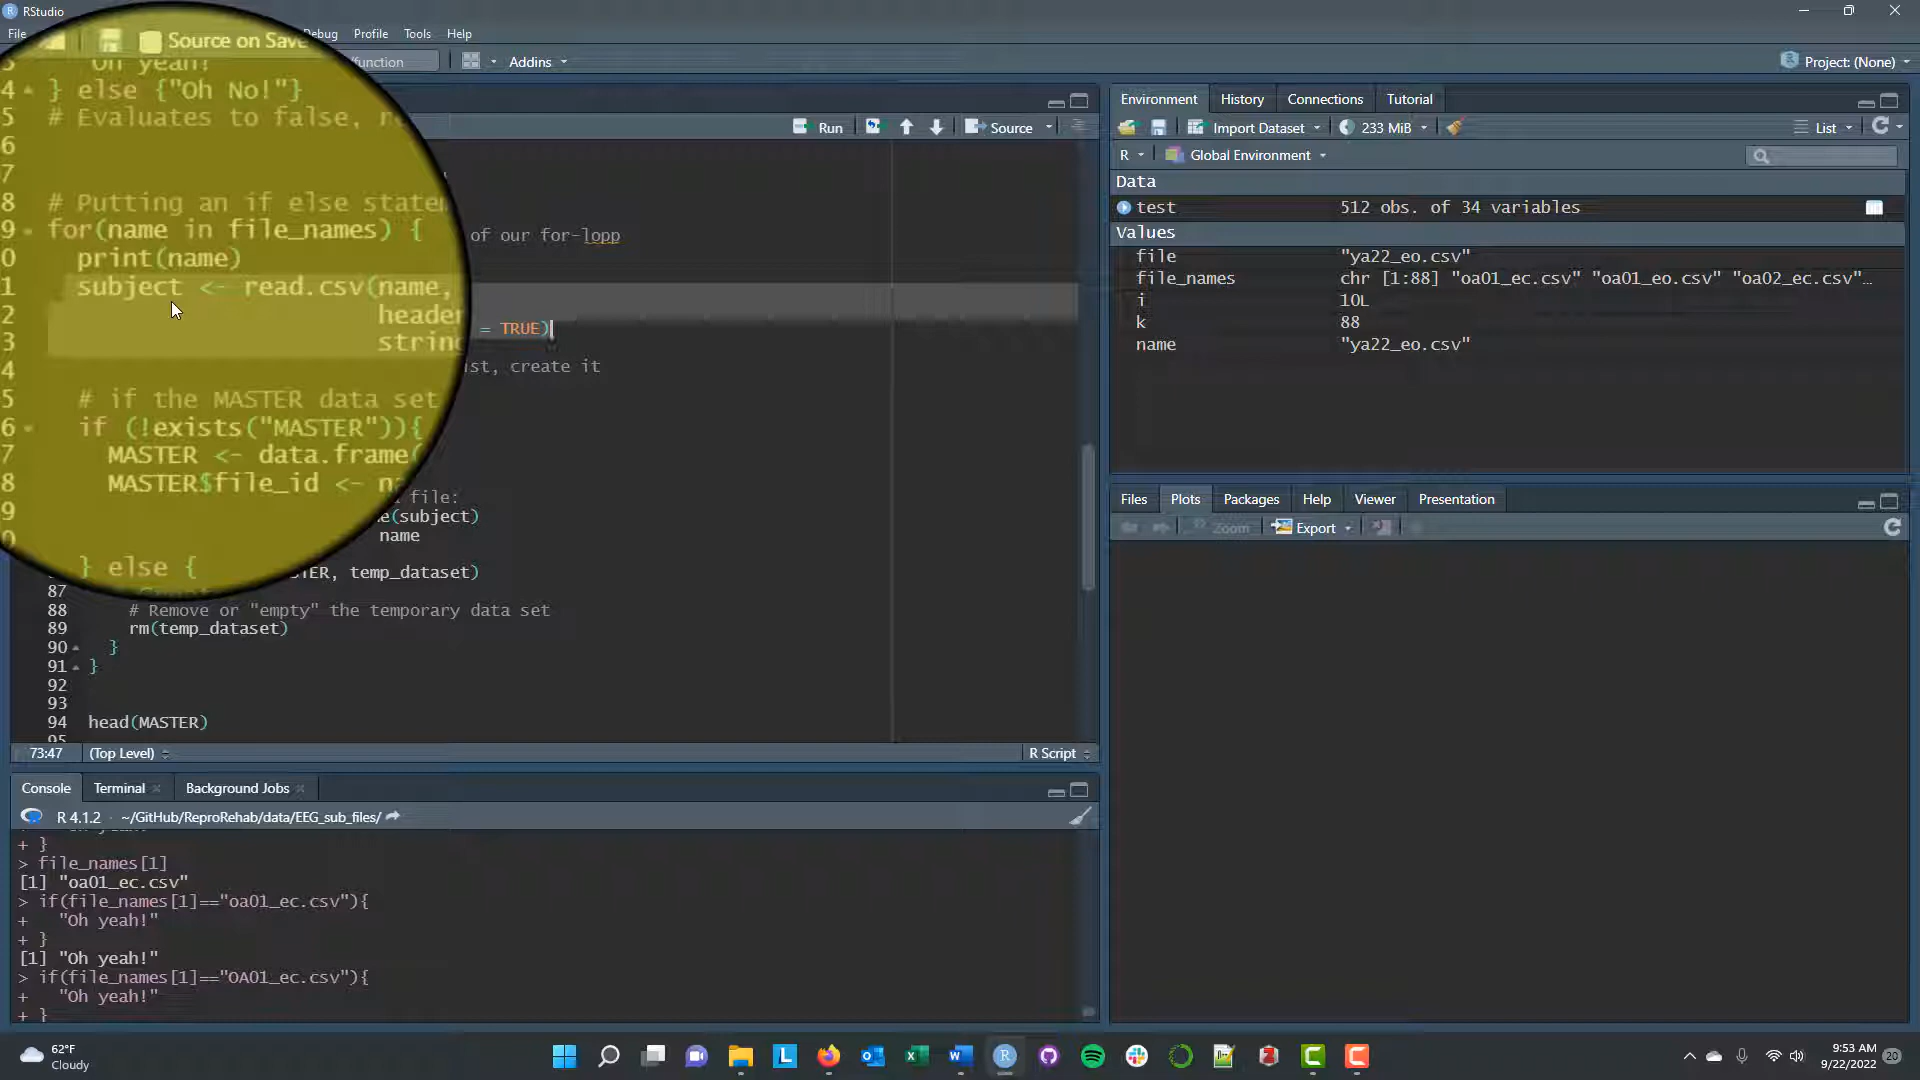 RStudio
File
Debug Profile Tools Help
Source on Save
function
Addins
Project: (None)
Oh yeah!
4 } else {"Oh No!"}
5 # Evaluates to false,
6
7
8 # Putting an if else statem
9 for(name in file_names) {
of our for-lopp
0 print(name)
1 subject <- read.csv(name,
2 header
3 string
= TRUE)
4
ist, create it
5 # if the MASTER data set
6 if (!exists("MASTER")){
7 MASTER <- data.frame(
8 MASTER$file_id <- n
9
file:
(subject)
name
} else {
TER, temp_dataset)
87
88 # Remove or "empty" the temporary data set
89 rm(temp_dataset)
90 }
91 }
92
93
94 head(MASTER)
95
Run
Source
73:47 (Top Level)
R Script
Console Terminal Background Jobs
R 4.1.2 · ~/GitHub/ReproRehab/data/EEG_sub_files/
+ "Oh yeah!"
+ }
> file_names[1]
[1] "oa01_ec.csv"
> if(file_names[1]=="oa01_ec.csv"){
+ "Oh yeah!"
+ }
[1] "Oh yeah!"
> if(file_names[1]=="OA01_ec.csv"){
+ "Oh yeah!"
+ }
Environment History Connections Tutorial
Import Dataset 233 MiB List
R Global Environment
Data
test 512 obs. of 34 variables
Values
file "ya22_eo.csv"
file_names chr [1:88] "oa01_ec.csv" "oa01_eo.csv" "oa02_ec.csv"…
i 10L
k 88
name "ya22_eo.csv"
Files Plots Packages Help Viewer Presentation
Zoom Export
62°F
Cloudy
9:53 AM
9/22/2022
20